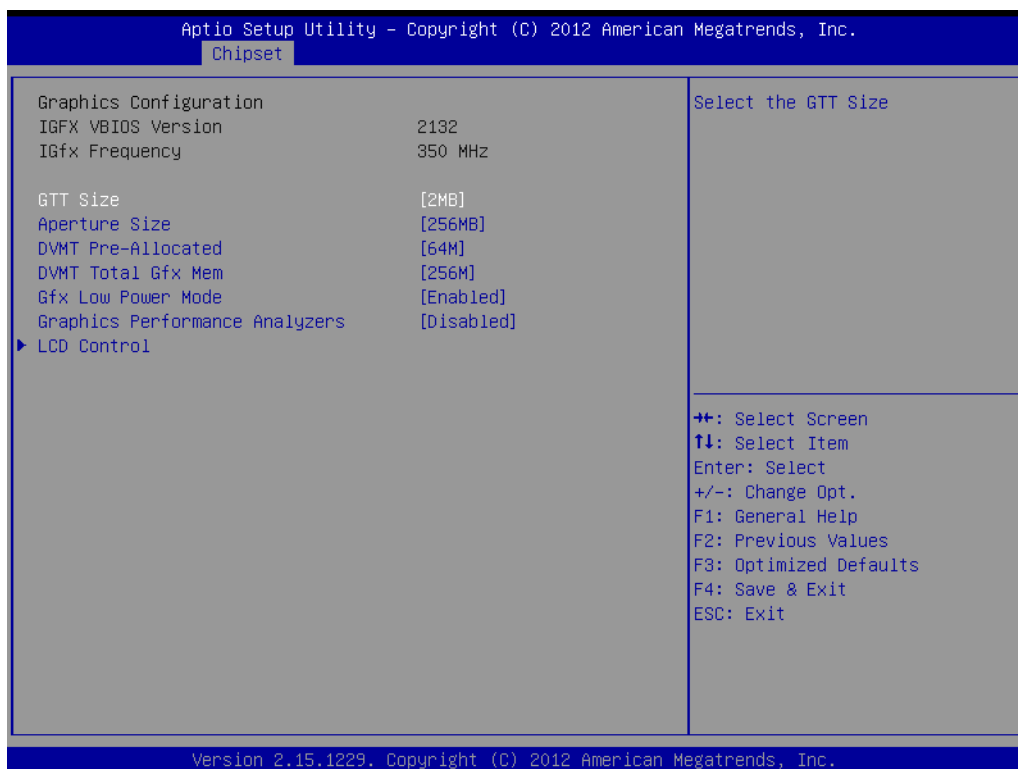 Aptio Setup Utility – Copyright (C) 2012 American Megatrends, Inc.
Chipset
Graphics Configuration
IGFX VBIOS Version 2132
IGfx Frequency 350 MHz
GTT Size [2MB]
Aperture Size [256MB]
DVMT Pre-Allocated [64M]
DVMT Total Gfx Mem [256M]
Gfx Low Power Mode [Enabled]
Graphics Performance Analyzers [Disabled]
LCD Control
Select the GTT Size
→←: Select Screen
↑↓: Select Item
Enter: Select
+/-: Change Opt.
F1: General Help
F2: Previous Values
F3: Optimized Defaults
F4: Save & Exit
ESC: Exit
Version 2.15.1229. Copyright (C) 2012 American Megatrends, Inc.